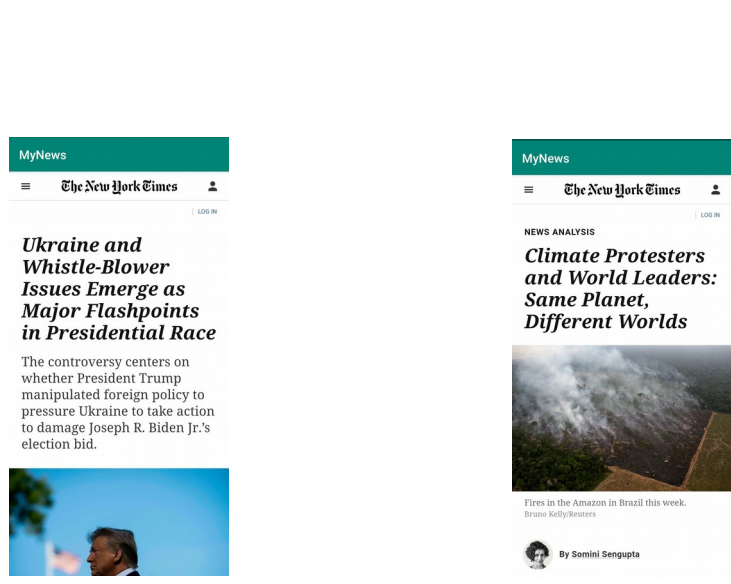 MyNews
The New York Times
LOG IN
Ukraine and
Whistle-Blower
Issues Emerge as
Major Flashpoints
in Presidential Race
The controversy centers on
whether President Trump
manipulated foreign policy to
pressure Ukraine to take action
to damage Joseph R. Biden Jr.’s
election bid.
MyNews
The New York Times
LOG IN
NEWS ANALYSIS
Climate Protesters
and World Leaders:
Same Planet,
Different Worlds
Fires in the Amazon in Brazil this week.
Bruno Kelly/Reuters
By Somini Sengupta